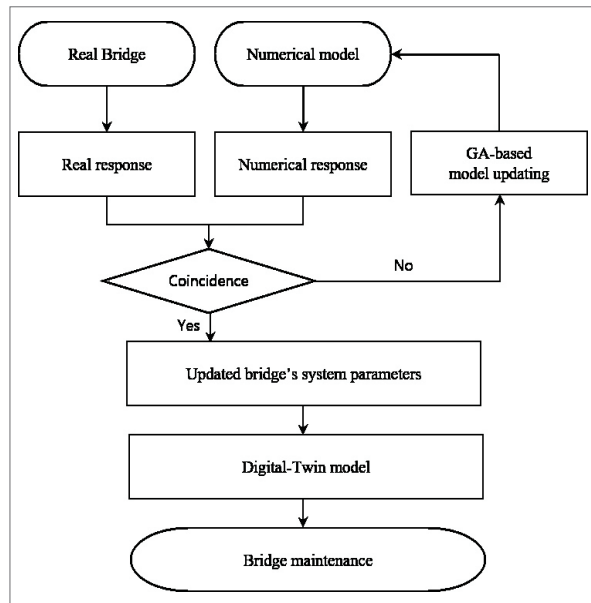 Real Bridge
Numerical model
Real response
Numerical response
GA-based
model updating
Coincidence
No
Yes
Updated bridge's system parameters
Digital-Twin model
Bridge maintenance